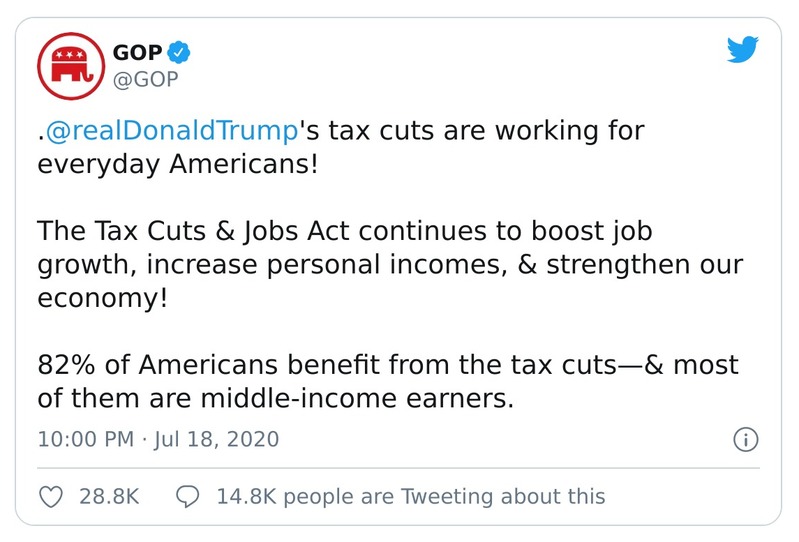 GOP
@GOP
.@realDonaldTrump's tax cuts are working for
everyday Americans!
The Tax Cuts & Jobs Act continues to boost job
growth, increase personal incomes, & strengthen our
economy!
82% of Americans benefit from the tax cuts—& most
of them are middle-income earners.
10:00 PM · Jul 18, 2020
28.8K 14.8K people are Tweeting about this